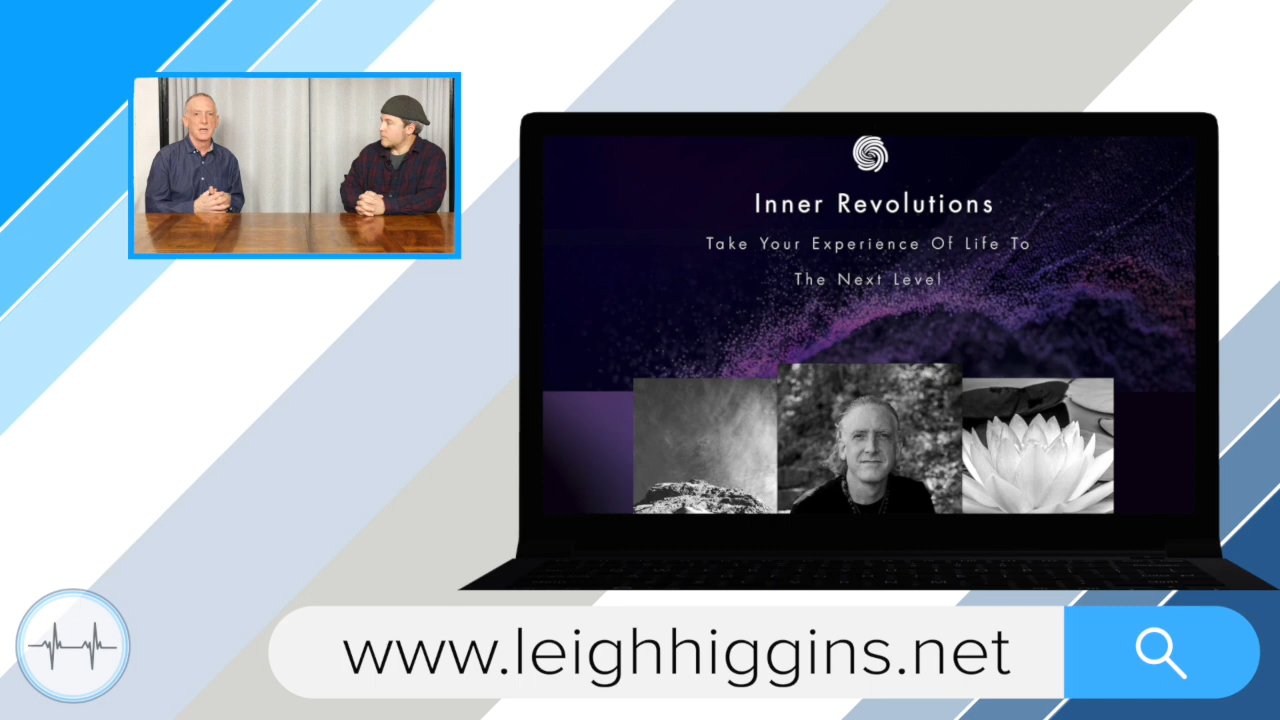 Inner Revolutions
Take Your Experience Of Life To
The Next Level
www.leighhiggins.net